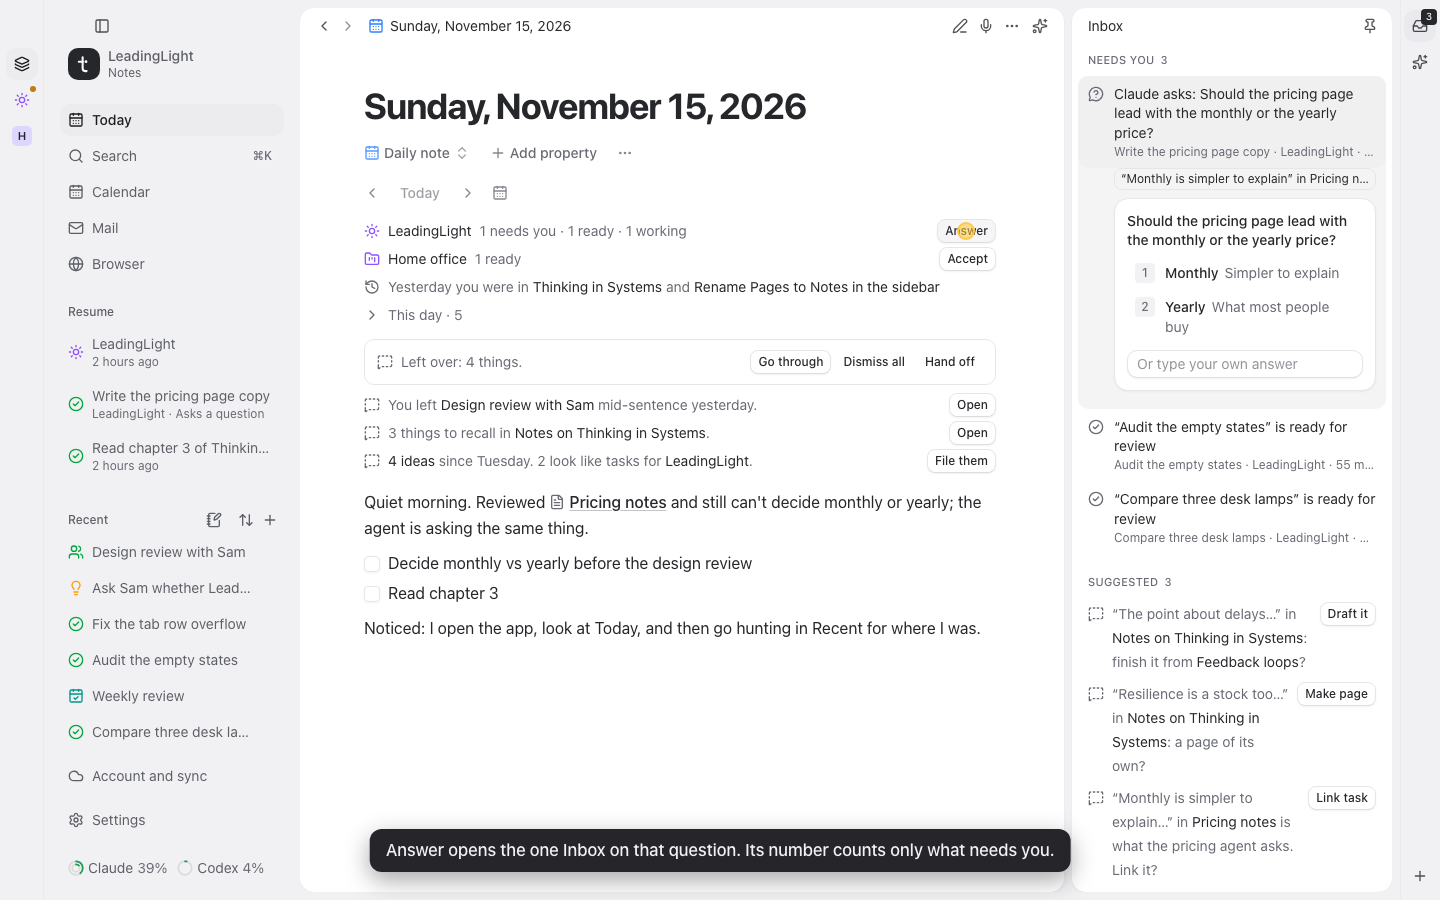 LeadingLight
Notes
Today
Search ⌘K
Calendar
Mail
Browser
H
Resume
LeadingLight
2 hours ago
Write the pricing page copy
LeadingLight · Asks a question
Read chapter 3 of Thinkin...
2 hours ago
Recent
Design review with Sam
Ask Sam whether Lead...
Fix the tab row overflow
Audit the empty states
Weekly review
Compare three desk la...
Account and sync
Settings
Claude 39% Codex 4%
Sunday, November 15, 2026
Sunday, November 15, 2026
Daily note Add property
Today
LeadingLight 1 needs you · 1 ready · 1 working Answer
Home office 1 ready Accept
Yesterday you were in Thinking in Systems and Rename Pages to Notes in the sidebar
This day · 5
Left over: 4 things. Go through Dismiss all Hand off
You left Design review with Sam mid-sentence yesterday. Open
3 things to recall in Notes on Thinking in Systems. Open
4 ideas since Tuesday. 2 look like tasks for LeadingLight. File them
Quiet morning. Reviewed Pricing notes and still can't decide monthly or yearly; the
agent is asking the same thing.
Decide monthly vs yearly before the design review
Read chapter 3
Noticed: I open the app, look at Today, and then go hunting in Recent for where I was.
Answer opens the one Inbox on that question. Its number counts only what needs you.
Inbox
3
NEEDS YOU 3
Claude asks: Should the pricing page
lead with the monthly or the yearly
price?
Write the pricing page copy · LeadingLight · ...
“Monthly is simpler to explain” in Pricing n...
Should the pricing page lead with
the monthly or the yearly price?
1 Monthly Simpler to explain
2 Yearly What most people
buy
Or type your own answer
“Audit the empty states” is ready for
review
Audit the empty states · LeadingLight · 55 m...
“Compare three desk lamps” is ready for
review
Compare three desk lamps · LeadingLight · ...
SUGGESTED 3
“The point about delays…” in Draft it
Notes on Thinking in Systems:
finish it from Feedback loops?
“Resilience is a stock too…” Make page
in Notes on Thinking in
Systems: a page of its
own?
“Monthly is simpler to Link task
explain…” in Pricing notes is
what the pricing agent asks.
Link it?